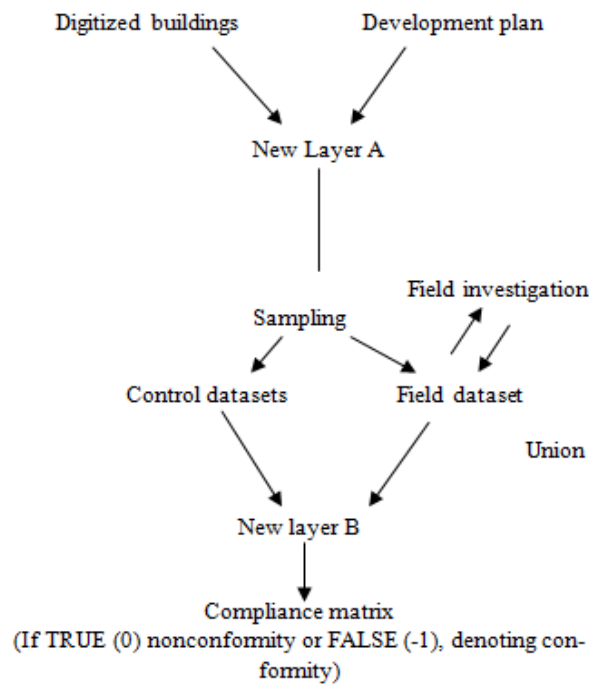 Digitized buildings
Development plan
New Layer A
Field investigation
Sampling
Control datasets
Field dataset
Union
New layer B
Compliance matrix
(If TRUE (0) nonconformity or FALSE (-1), denoting con-
formity)